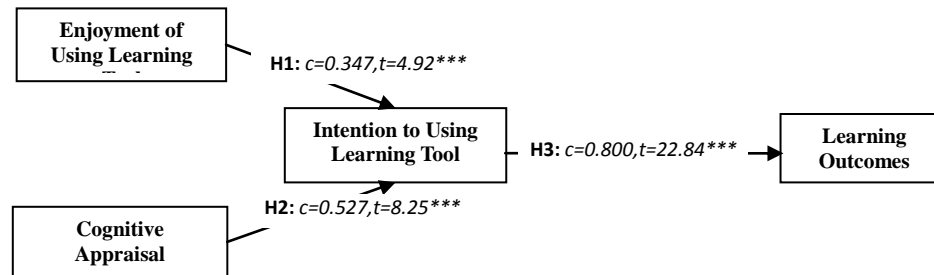 Enjoyment of
Using Learning
H1: c=0.347,t=4.92***
Intention to Using
Learning Tool
H3: c=0.800,t=22.84***
Learning
Outcomes
H2: c=0.527,t=8.25***
Cognitive
Appraisal